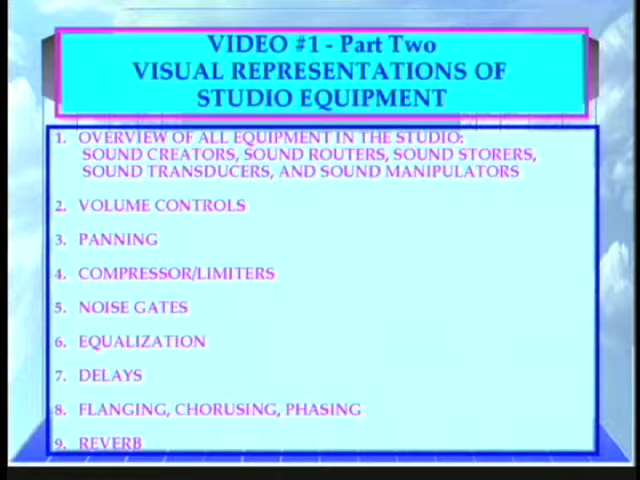 VIDEO #1 - Part Two
VISUAL REPRESENTATIONS OF
STUDIO EQUIPMENT
1. OVERVIEW OF ALL EQUIPMENT IN THE STUDIO:
SOUND CREATORS, SOUND ROUTERS, SOUND STORERS,
SOUND TRANSDUCERS, AND SOUND MANIPULATORS
2. VOLUME CONTROLS
3. PANNING
4. COMPRESSOR/LIMITERS
5. NOISE GATES
6. EQUALIZATION
7. DELAYS
8. FLANGING, CHORUSING, PHASING
9. REVERB